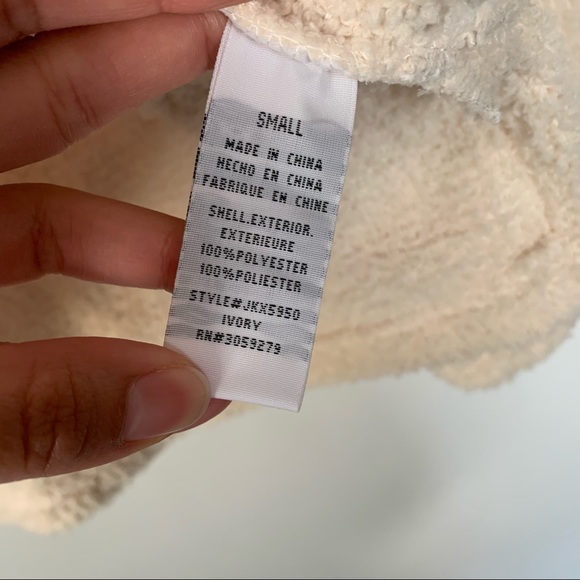 SMALL
MADE IN CHINA
HECHO EN CHINA
FABRIQUE EN CHINE
SHELL.EXTERIOR.
EXTERIEURE
100%POLYESTER
100%POLIESTER
STYLE#JKX5950
IVORY
RN#3059279